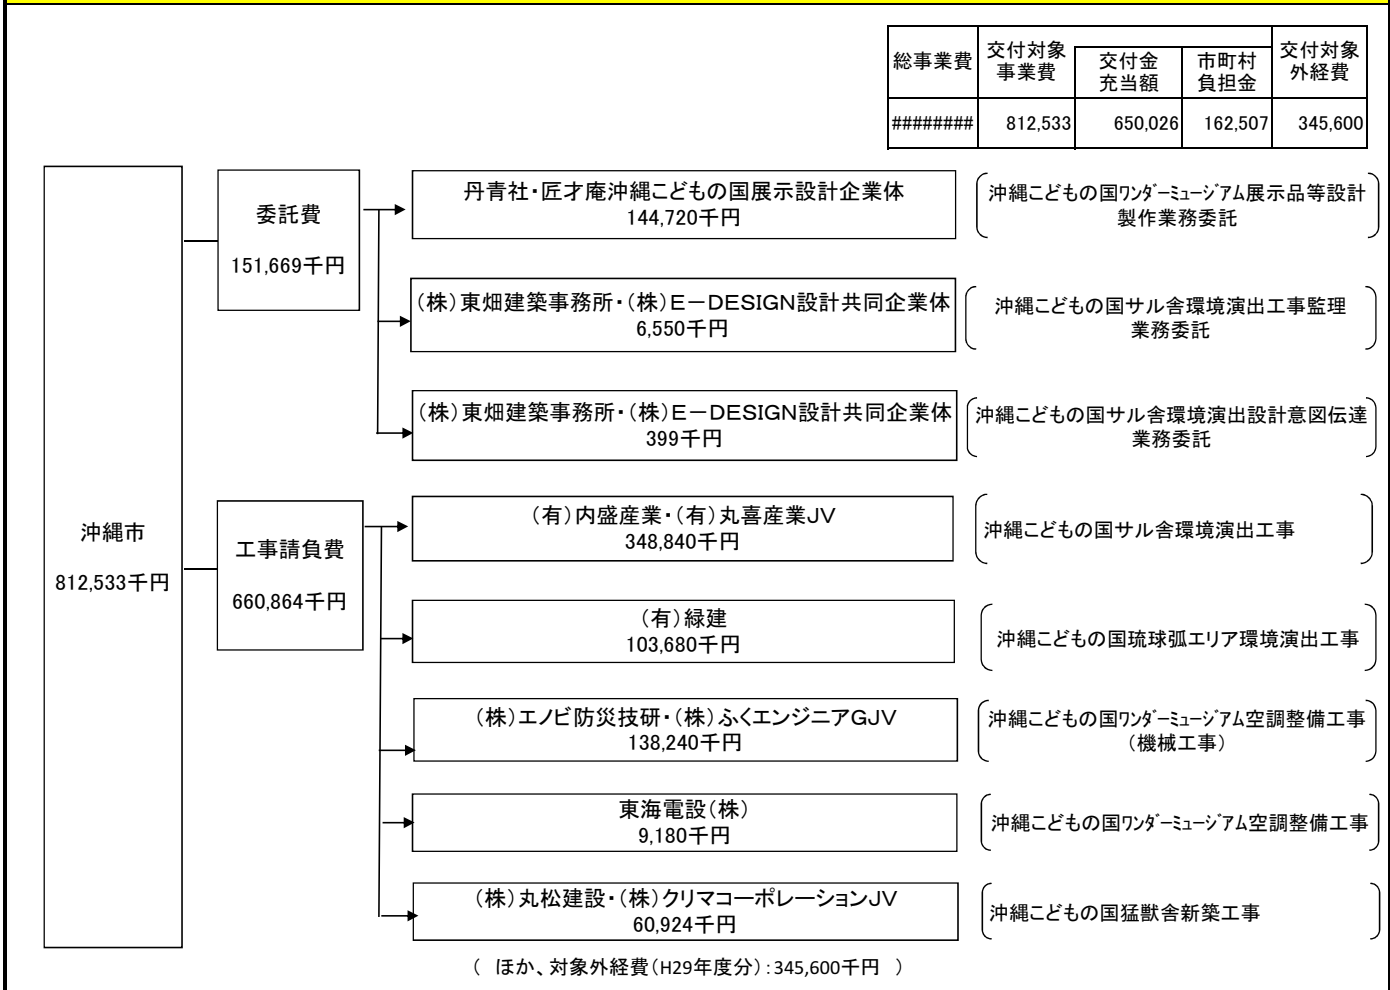 総事業費
交付対象
事業費
交付金
充当額
市町村
負担金
交付対象
外経費
######## 812,533 650,026 162,507 345,600
沖縄市
812,533千円
委託費
151,669千円
丹青社・匠才庵沖縄こどもの国展示設計企業体
144,720千円
沖縄こどもの国ﾜﾝﾀﾞｰﾐｭｰｼﾞｱﾑ展示品等設計
製作業務委託
(株)東畑建築事務所・(株)E－DESIGN設計共同企業体
6,550千円
沖縄こどもの国サル舎環境演出工事監理
業務委託
(株)東畑建築事務所・(株)E－DESIGN設計共同企業体
399千円
沖縄こどもの国サル舎環境演出設計意図伝達
業務委託
工事請負費
660,864千円
(有)内盛産業・(有)丸喜産業JV
348,840千円
沖縄こどもの国サル舎環境演出工事
(有)緑建
103,680千円
沖縄こどもの国琉球弧エリア環境演出工事
(株)エノビ防災技研・(株)ふくエンジニアGJV
138,240千円
沖縄こどもの国ﾜﾝﾀﾞｰﾐｭｰｼﾞｱﾑ空調整備工事
(機械工事)
東海電設(株)
9,180千円
沖縄こどもの国ﾜﾝﾀﾞｰﾐｭｰｼﾞｱﾑ空調整備工事
(株)丸松建設・(株)クリマコーポレーションJV
60,924千円
沖縄こどもの国猛獣舎新築工事
( ほか、対象外経費(H29年度分):345,600千円 )